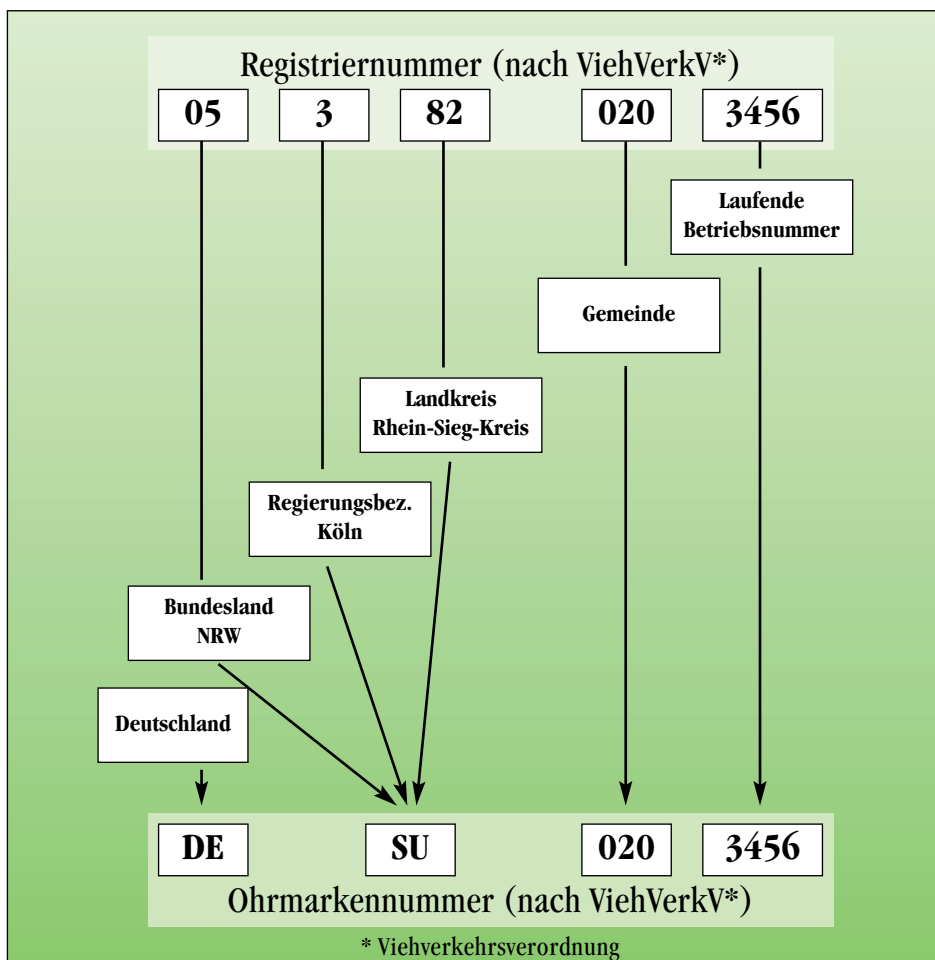 Registriernummer (nach ViehVerkV*)
05 3 82 020 3456
Laufende
Betriebsnummer
Gemeinde
Landkreis
Rhein-Sieg-Kreis
Regierungsbez.
Köln
Bundesland
NRW
Deutschland
DE SU 020 3456
Ohrmarkennummer (nach ViehVerkV*)
* Viehverkehrsverordnung